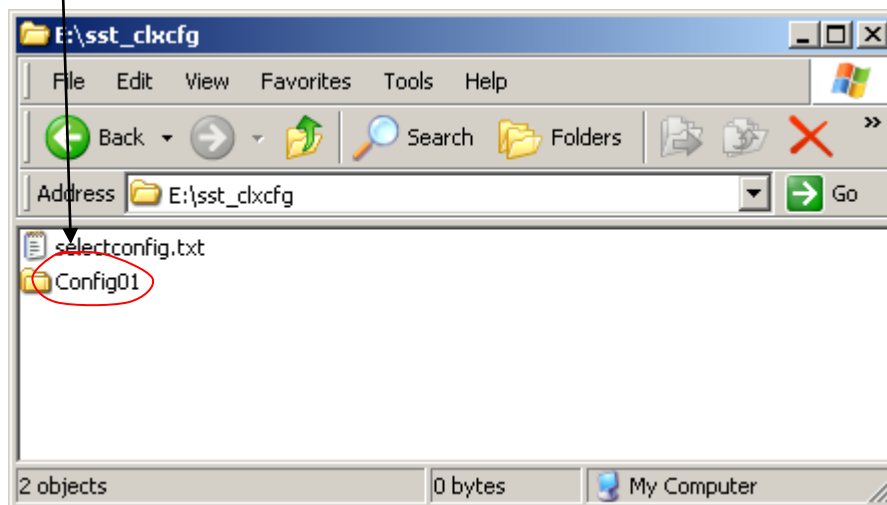 E:\sst_clxcfg
File Edit View Favorites Tools Help
Back Search Folders »
Address E:\sst_clxcfg Go
selectconfig.txt
Config01
2 objects 0 bytes My Computer